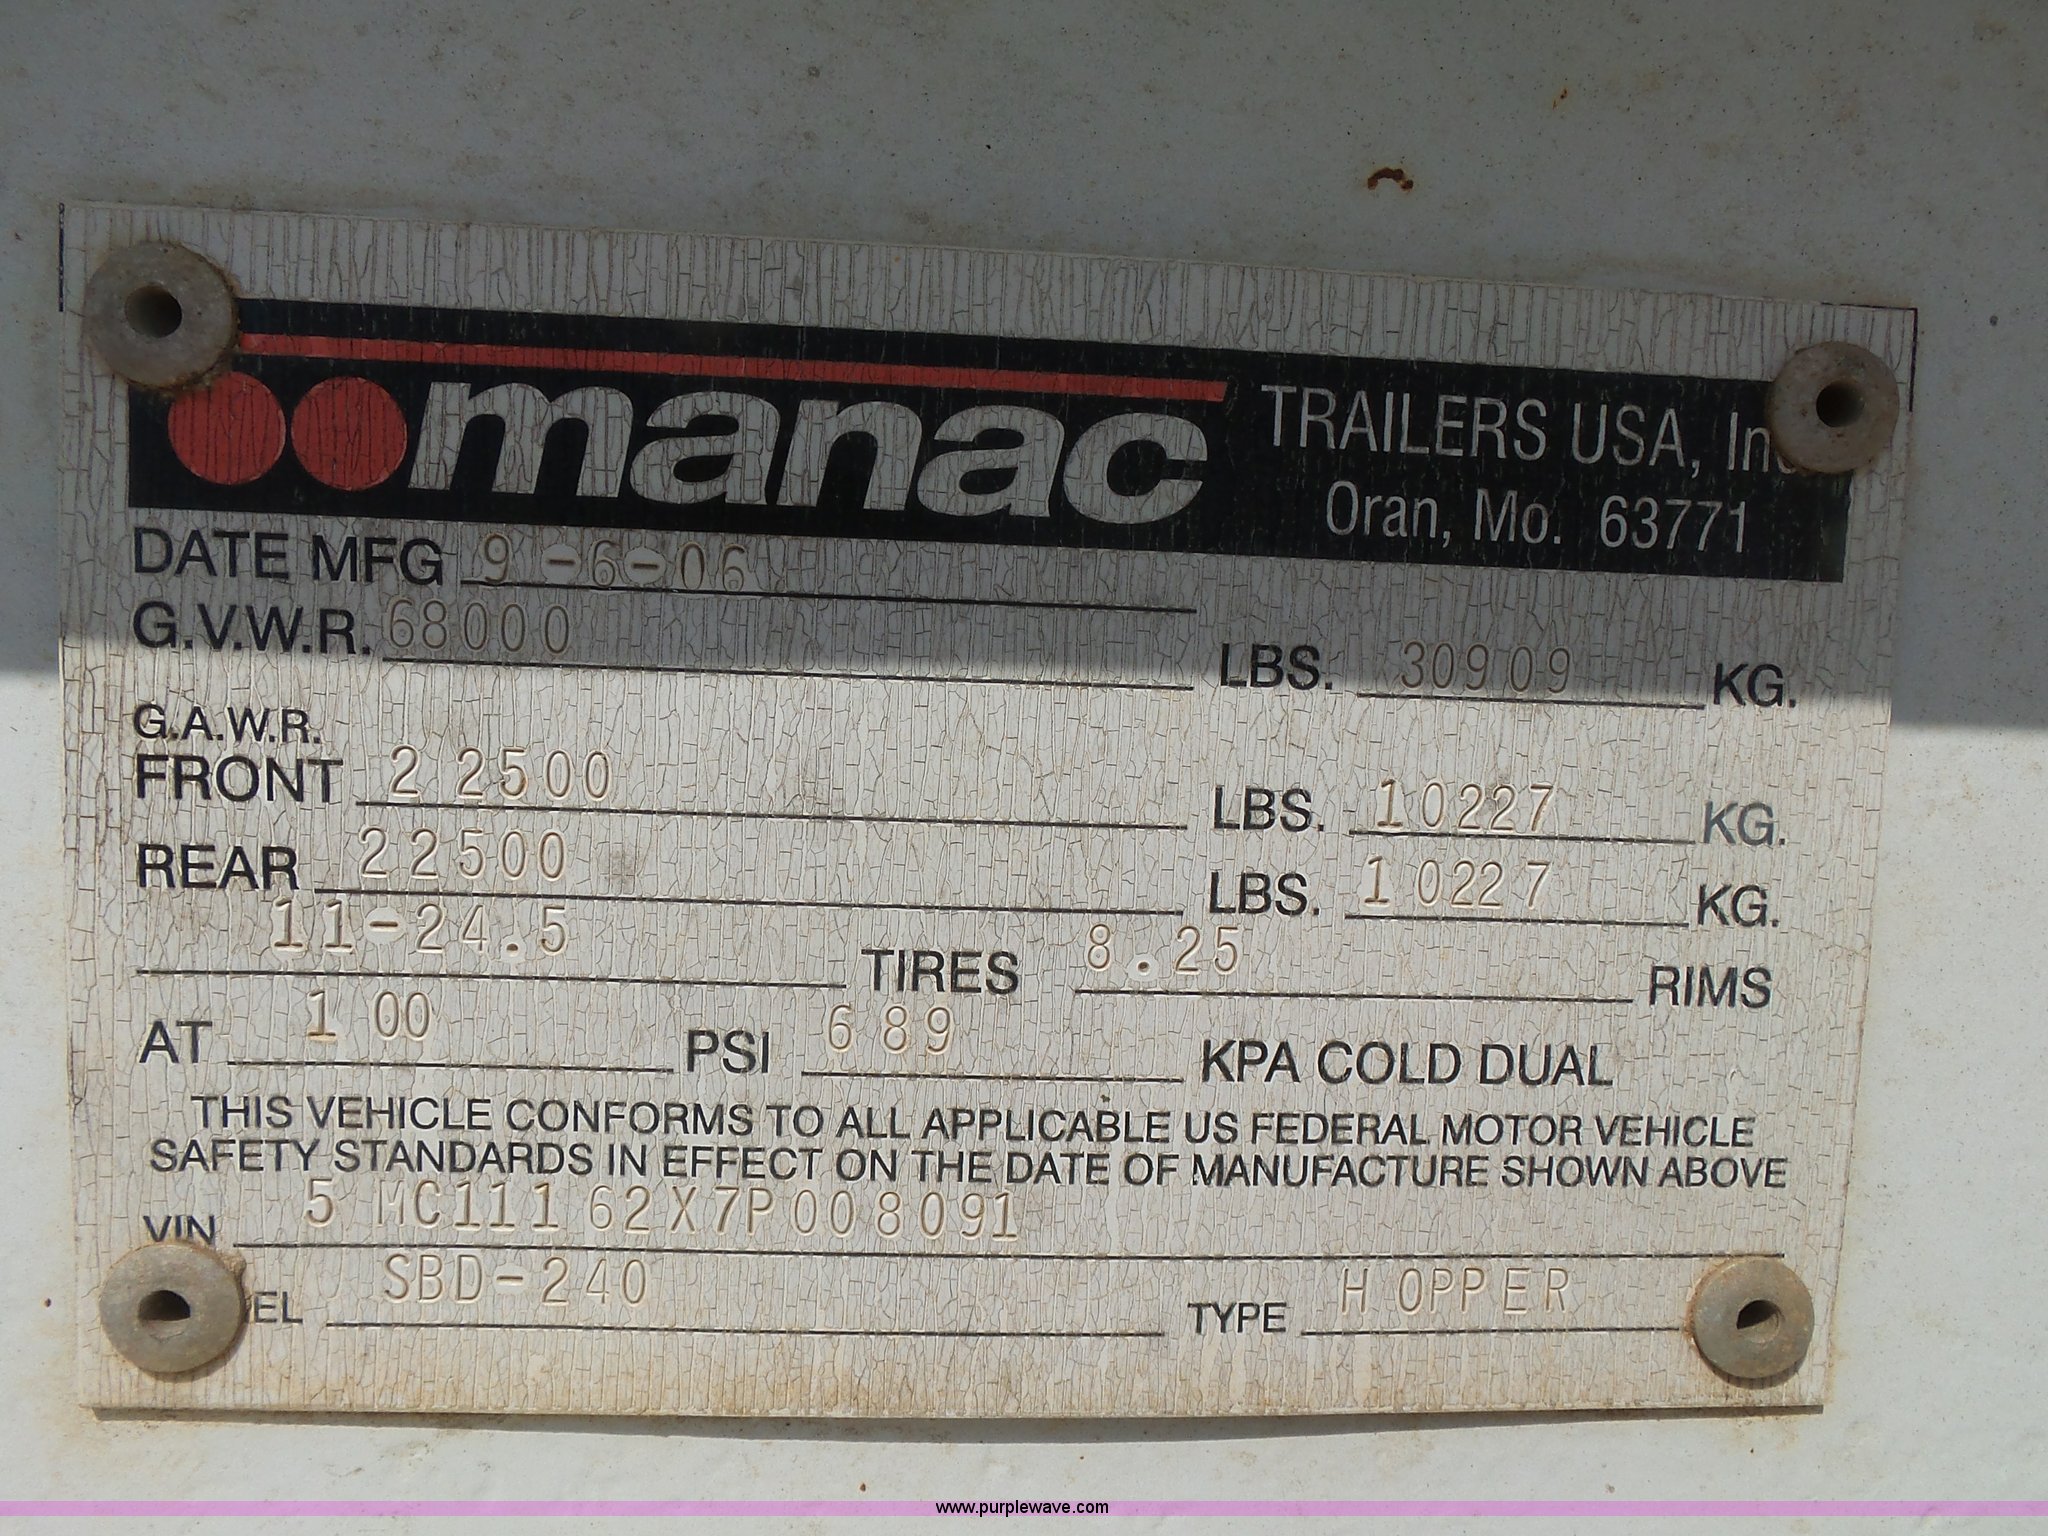 manac TRAILERS USA, Inc.
Oran, Mo. 63771
DATE MFG 9-6-06
G.V.W.R. 68000 LBS. 30909 KG.
G.A.W.R.
FRONT 22500 LBS. 10227 KG.
REAR 22500 LBS. 10227 KG.
11-24.5 TIRES 8.25 RIMS
AT 100 PSI 689 KPA COLD DUAL
THIS VEHICLE CONFORMS TO ALL APPLICABLE US FEDERAL MOTOR VEHICLE
SAFETY STANDARDS IN EFFECT ON THE DATE OF MANUFACTURE SHOWN ABOVE
VIN 5MC111162X7P008091
EL SBD-240 TYPE HOPPER
www.purplewave.com